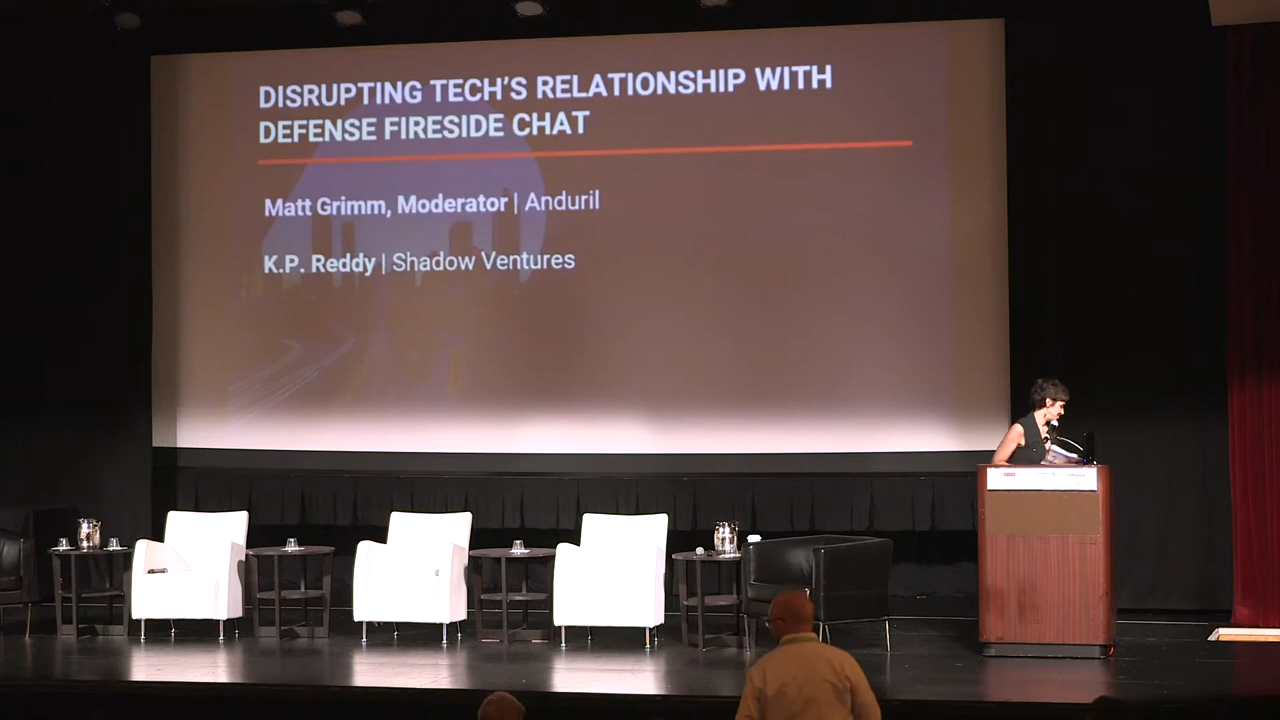 DISRUPTING TECH'S RELATIONSHIP WITH
DEFENSE FIRESIDE CHAT
Matt Grimm, Moderator | Anduril
K.P. Reddy | Shadow Ventures